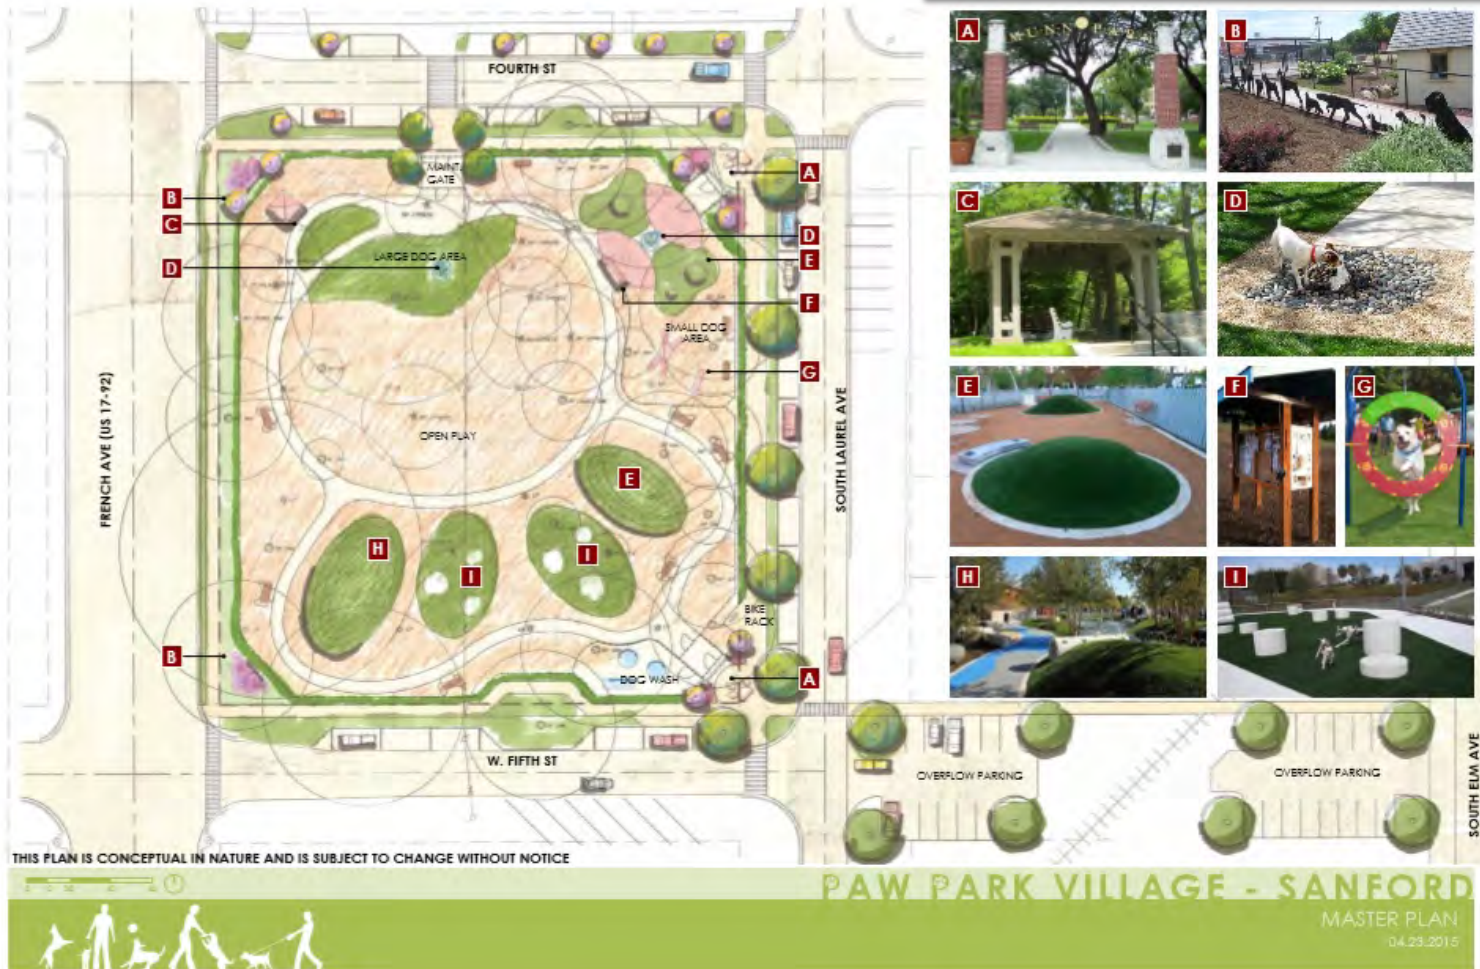 FOURTH ST
MAINT.
GATE
LARGE DOG AREA
SMALL DOG
AREA
OPEN PLAY
BIKE
RACK
DOG WASH
W. FIFTH ST
FRENCH AVE (US 17-92)
SOUTH LAUREL AVE
SOUTH ELM AVE
OVERFLOW PARKING
OVERFLOW PARKING
B
C
D
B
A
D
E
F
G
A
E
H
I
I
A
B
C
D
E
F
G
H
I
THIS PLAN IS CONCEPTUAL IN NATURE AND IS SUBJECT TO CHANGE WITHOUT NOTICE
PAW PARK VILLAGE - SANFORD
MASTER PLAN
04.23.2015